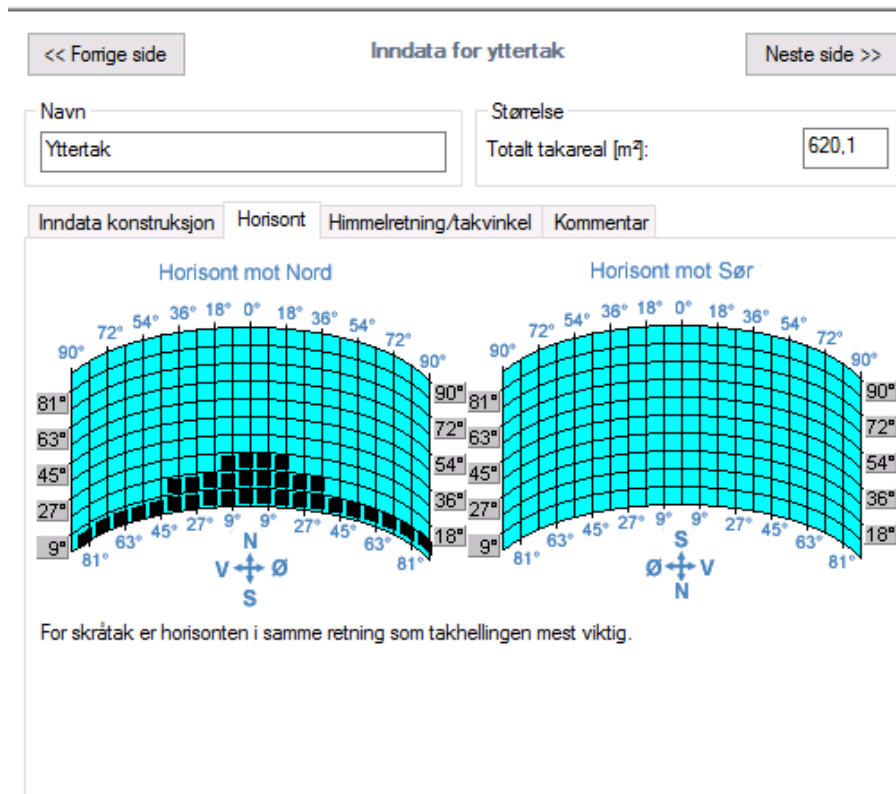 << Forrige side
Inndata for yttertak
Neste side >>
Navn
Størrelse
Yttertak
Totalt takareal [m²]:
620,1
Inndata konstruksjon
Horisont
Himmelretning/takvinkel
Kommentar
Horisont mot Nord
90° 72° 54° 36° 18° 0° 18° 36° 54° 72° 90°
81°
63°
45°
27°
9°
90°
72°
54°
36°
18°
81° 63° 45° 27° 9° 9° 27° 45° 63° 81°
N
V Ø
S
Horisont mot Sør
90° 72° 54° 36° 18° 0° 18° 36° 54° 72° 90°
81°
63°
45°
27°
9°
90°
72°
54°
36°
18°
81° 63° 45° 27° 9° 9° 27° 45° 63° 81°
S
Ø V
N
For skråtak er horisonten i samme retning som takhellingen mest viktig.